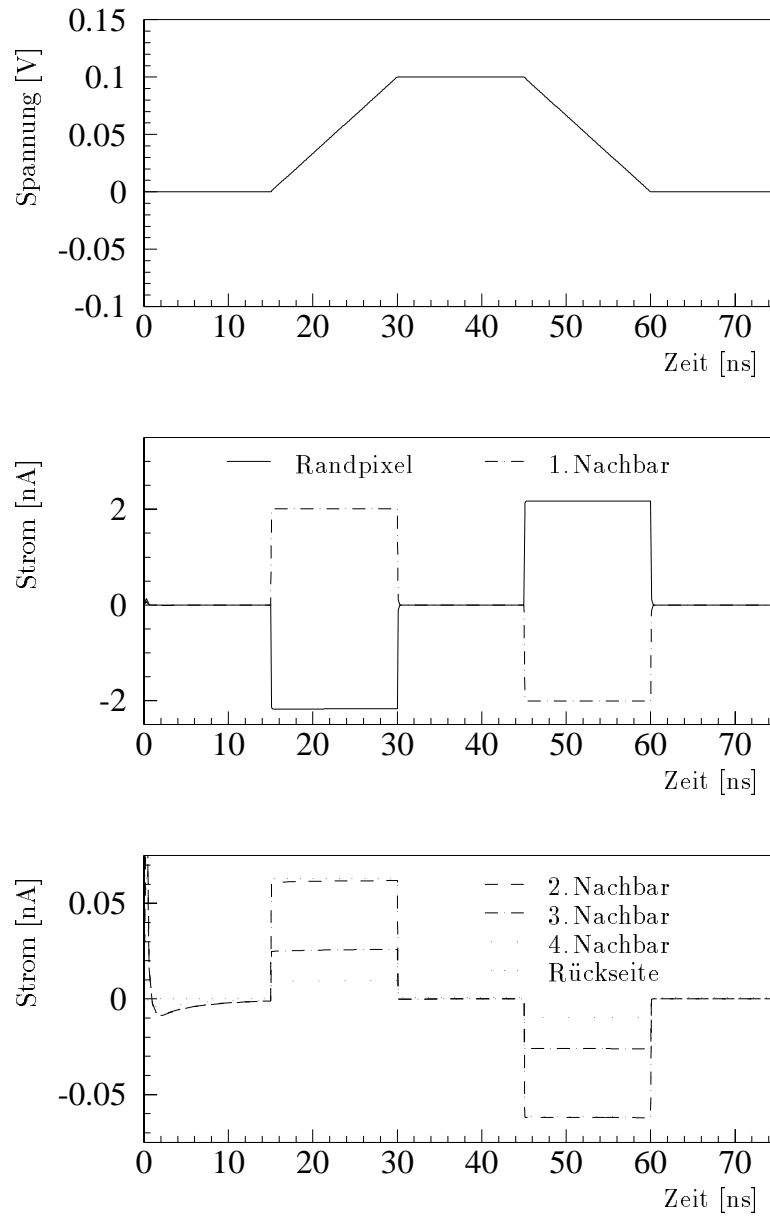 Spannung [V]
0.15
0.1
0.05
0
-0.05
-0.1
0 10 20 30 40 50 60 70
Zeit [ns]
Strom [nA]
Randpixel 1.Nachbar
2
0
-2
0 10 20 30 40 50 60 70
Zeit [ns]
Strom [nA]
2.Nachbar
3.Nachbar
4.Nachbar
Rückseite
0.05
0
-0.05
0 10 20 30 40 50 60 70
Zeit [ns]